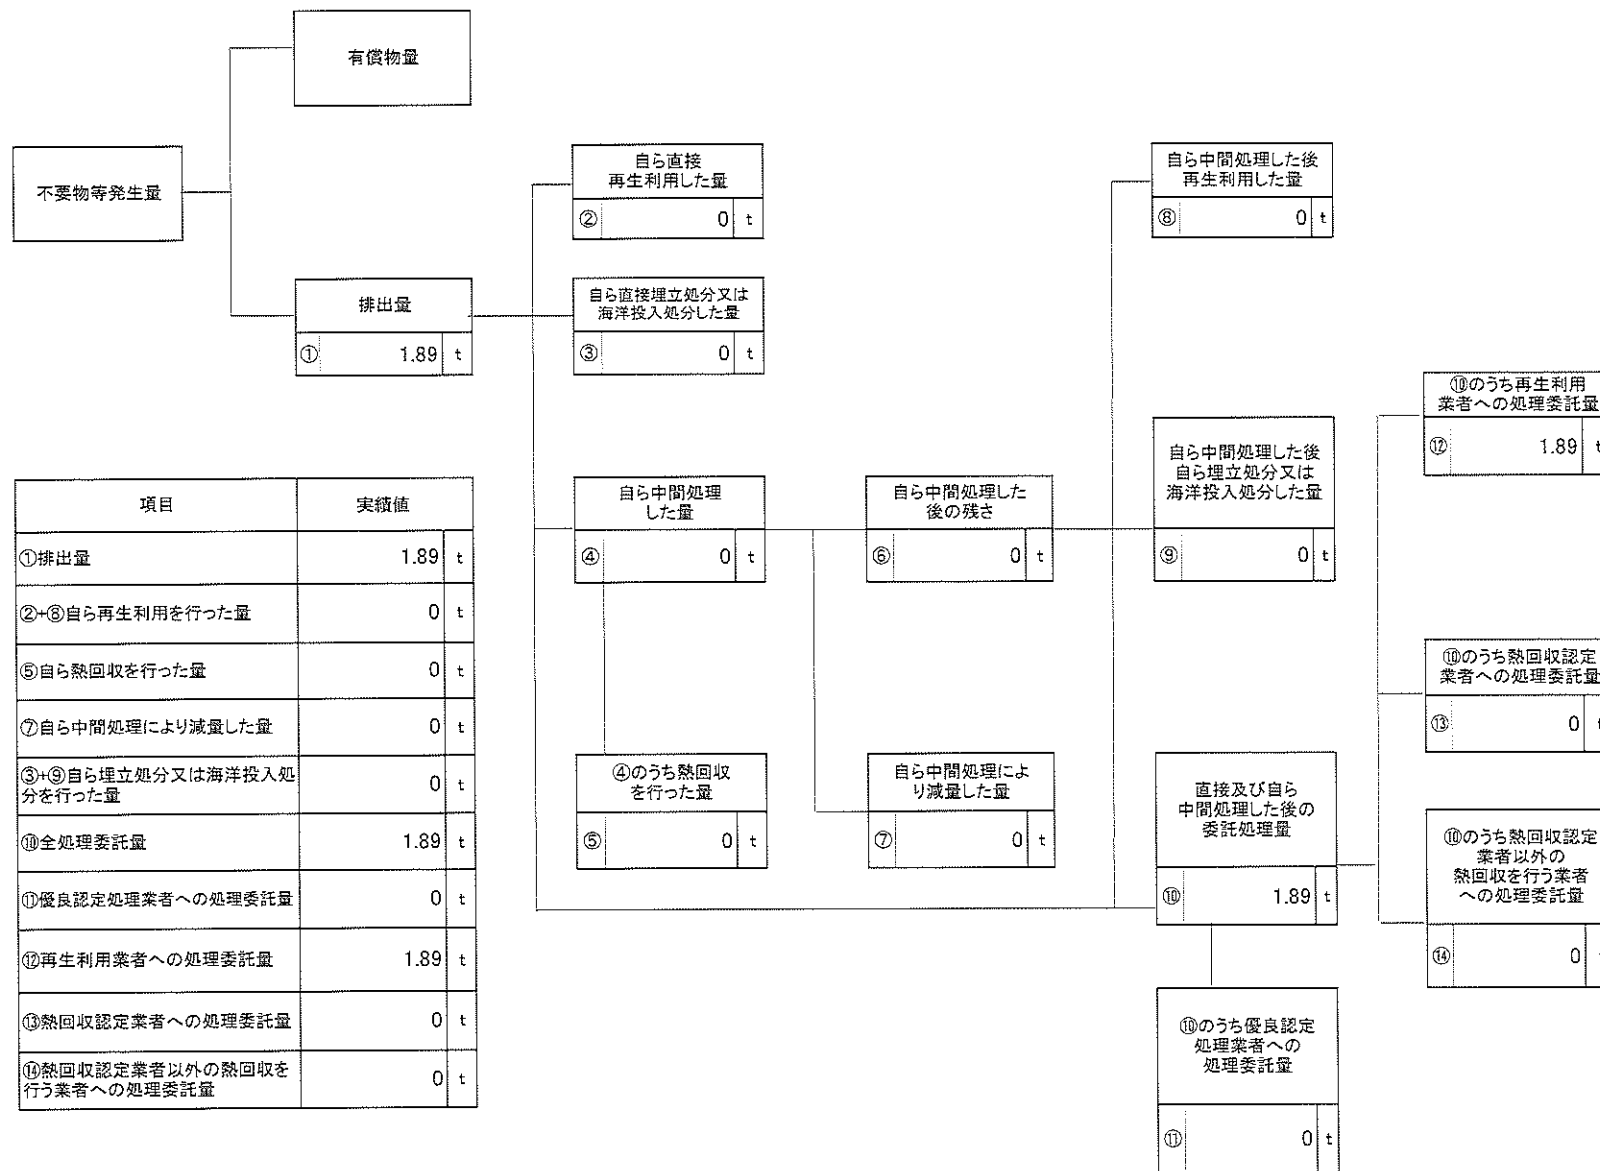 有償物量
不要物等発生量
排出量
① 1.89 t
自ら直接
再生利用した量
② 0 t
自ら直接埋立処分又は
海洋投入処分した量
③ 0 t
自ら中間処理
した量
④ 0 t
④のうち熱回収
を行った量
⑤ 0 t
自ら中間処理した
後の残さ
⑥ 0 t
自ら中間処理によ
り減量した量
⑦ 0 t
自ら中間処理した後
再生利用した量
⑧ 0 t
自ら中間処理した後
自ら埋立処分又は
海洋投入処分した量
⑨ 0 t
直接及び自ら
中間処理した後の
委託処理量
⑩ 1.89 t
⑩のうち優良認定
処理業者への
処理委託量
⑪ 0 t
⑩のうち再生利用
業者への処理委託量
⑫ 1.89 t
⑩のうち熱回収認定
業者への処理委託量
⑬ 0 t
⑩のうち熱回収認定
業者以外の
熱回収を行う業者
への処理委託量
⑭ 0
項目 実績値
①排出量 1.89 t
②+⑧自ら再生利用を行った量 0 t
⑤自ら熱回収を行った量 0 t
⑦自ら中間処理により減量した量 0 t
③+⑨自ら埋立処分又は海洋投入処
分を行った量 0 t
⑩全処理委託量 1.89 t
⑪優良認定処理業者への処理委託量 0 t
⑫再生利用業者への処理委託量 1.89 t
⑬熱回収認定業者への処理委託量 0 t
⑭熱回収認定業者以外の熱回収を
行う業者への処理委託量 0 t